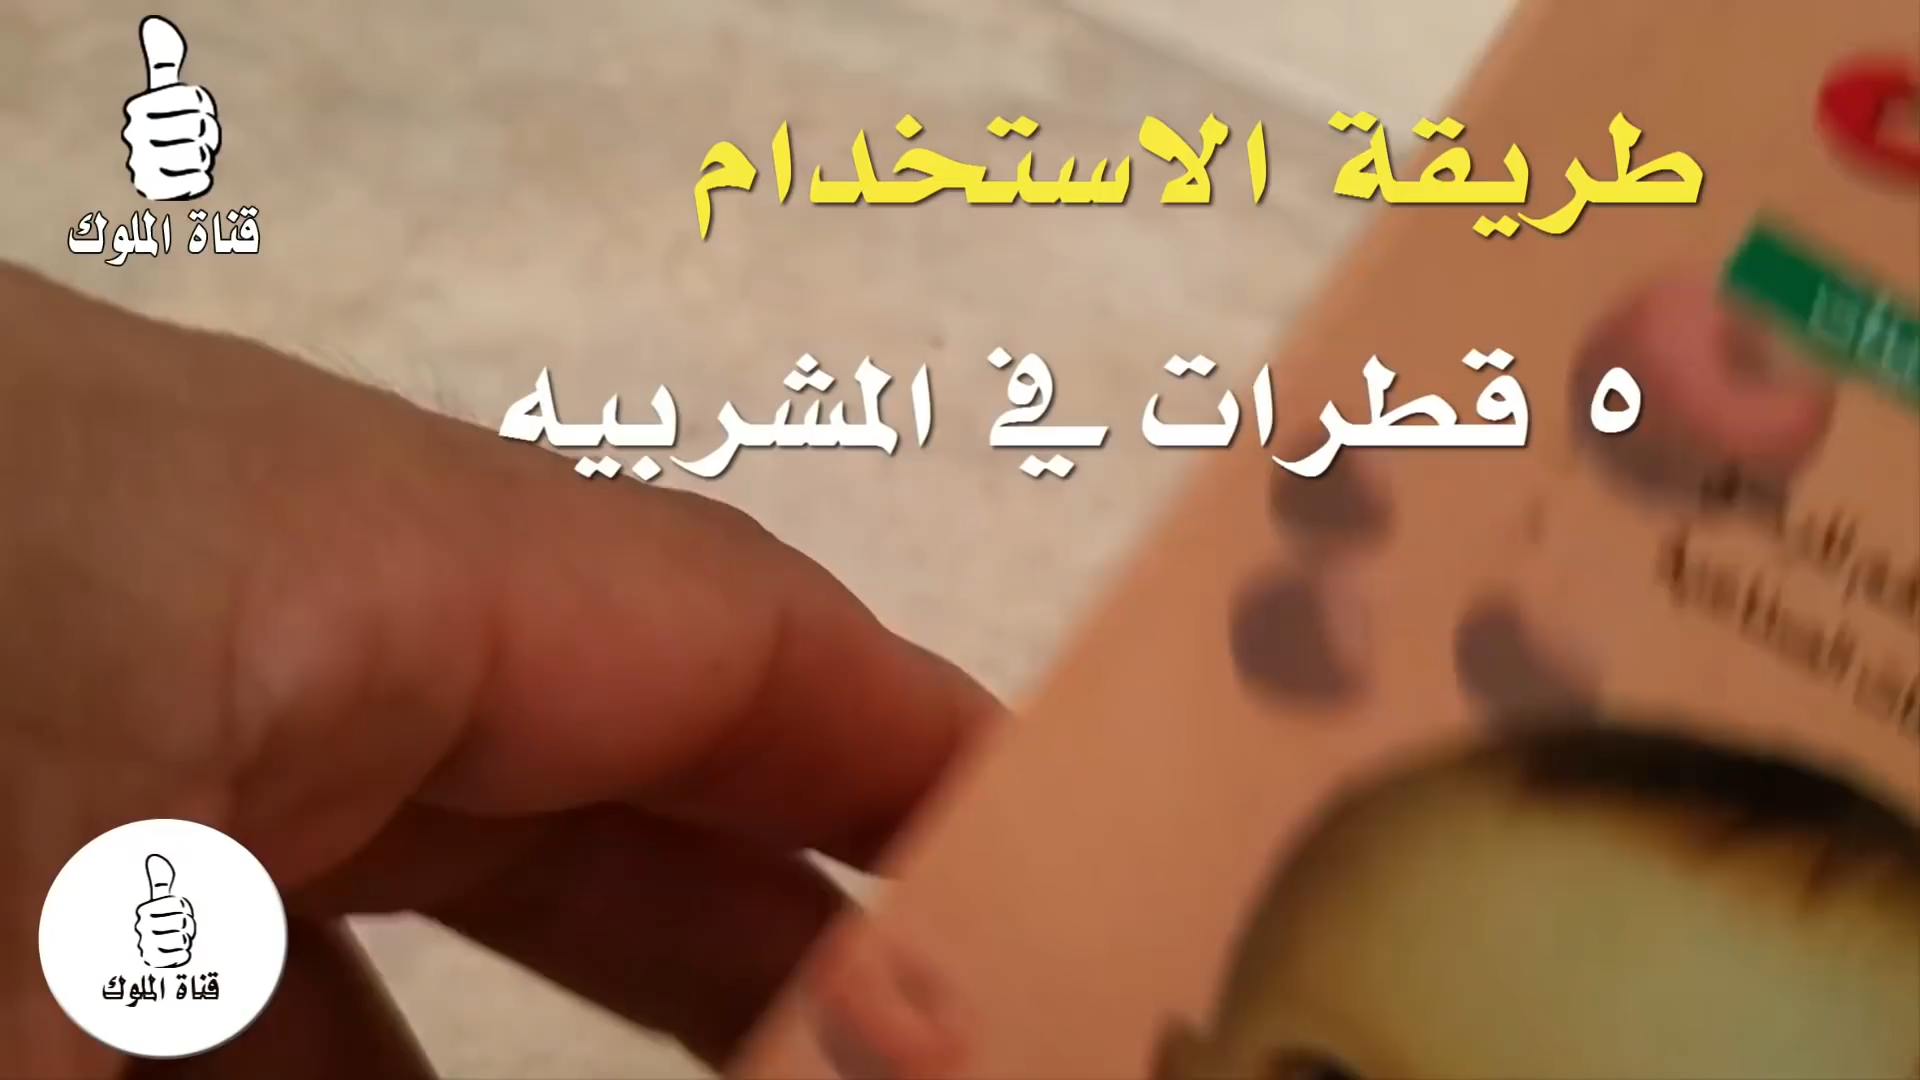 قناة الملوك
طريقة الاستخدام
٥ قطرات في المشربيه
قناة الملوك